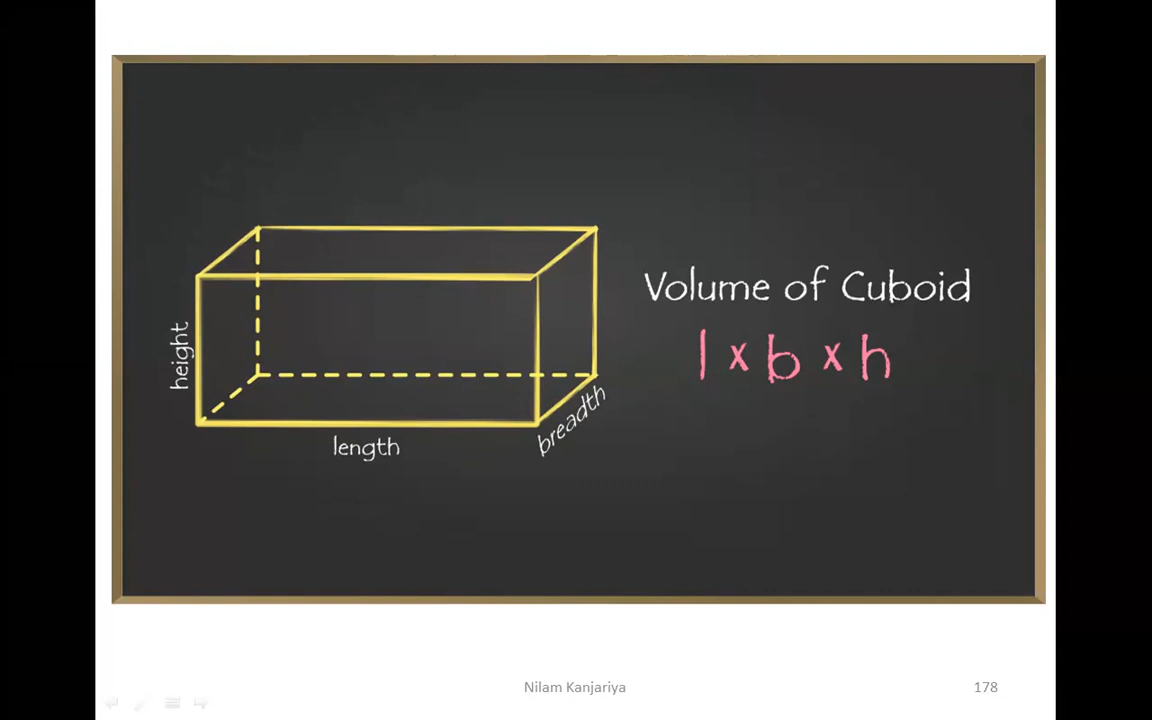 Volume of Cuboid
l x b x h
height
length
breadth
Nilam Kanjariya
178